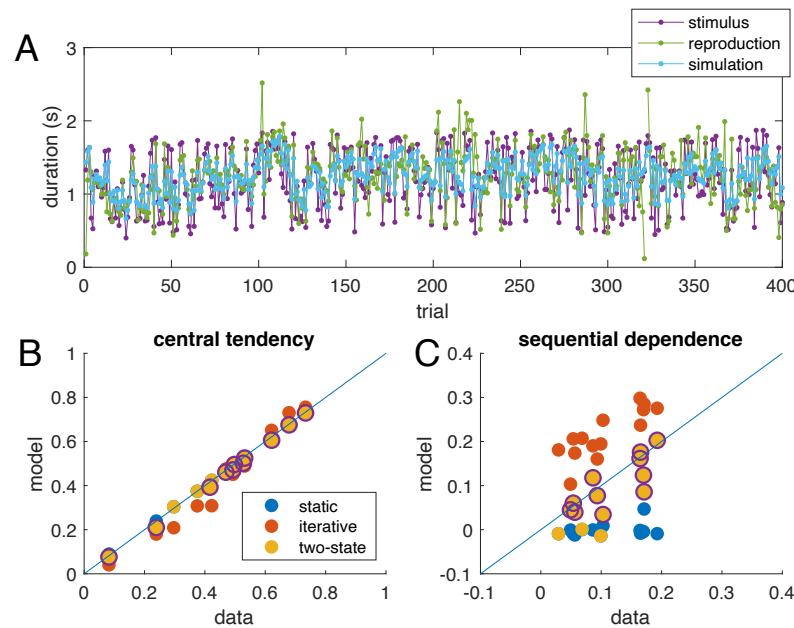 A
stimulus
reproduction
simulation
3
2
1
0
duration (s)
0
50
100
150
200
250
300
350
400
trial
B
central tendency
1
0.8
0.6
0.4
0.2
0
model
static
iterative
two-state
0
0.2
0.4
0.6
0.8
1
data
C
sequential dependence
0.4
0.3
0.2
0.1
0
-0.1
model
-0.1
0
0.1
0.2
0.3
0.4
data